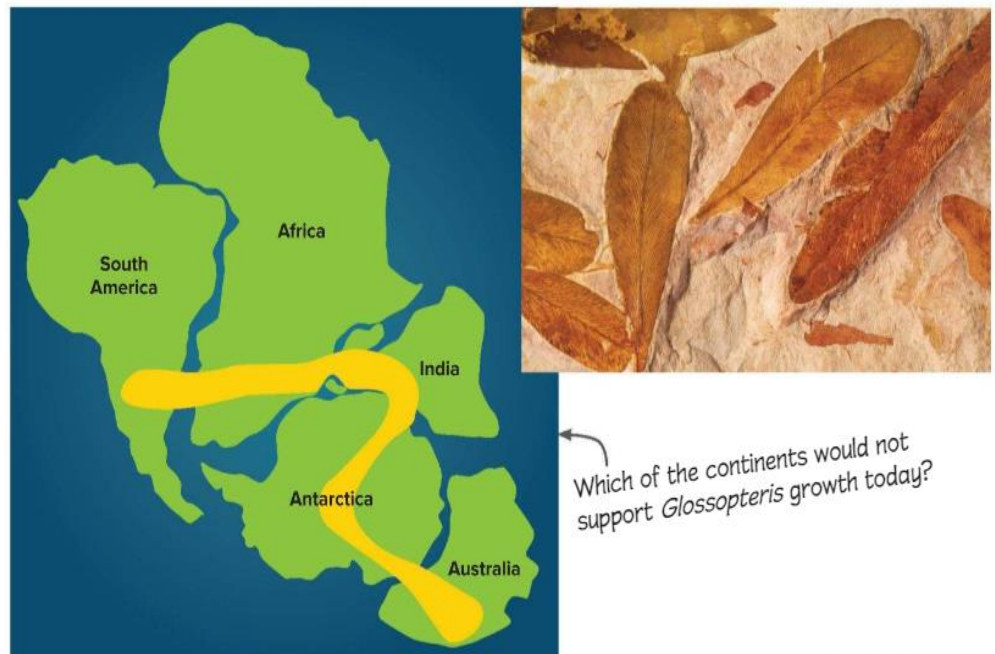 Africa
South
America
India
Antarctica
Australia
Which of the continents would not
support Glossopteris growth today?